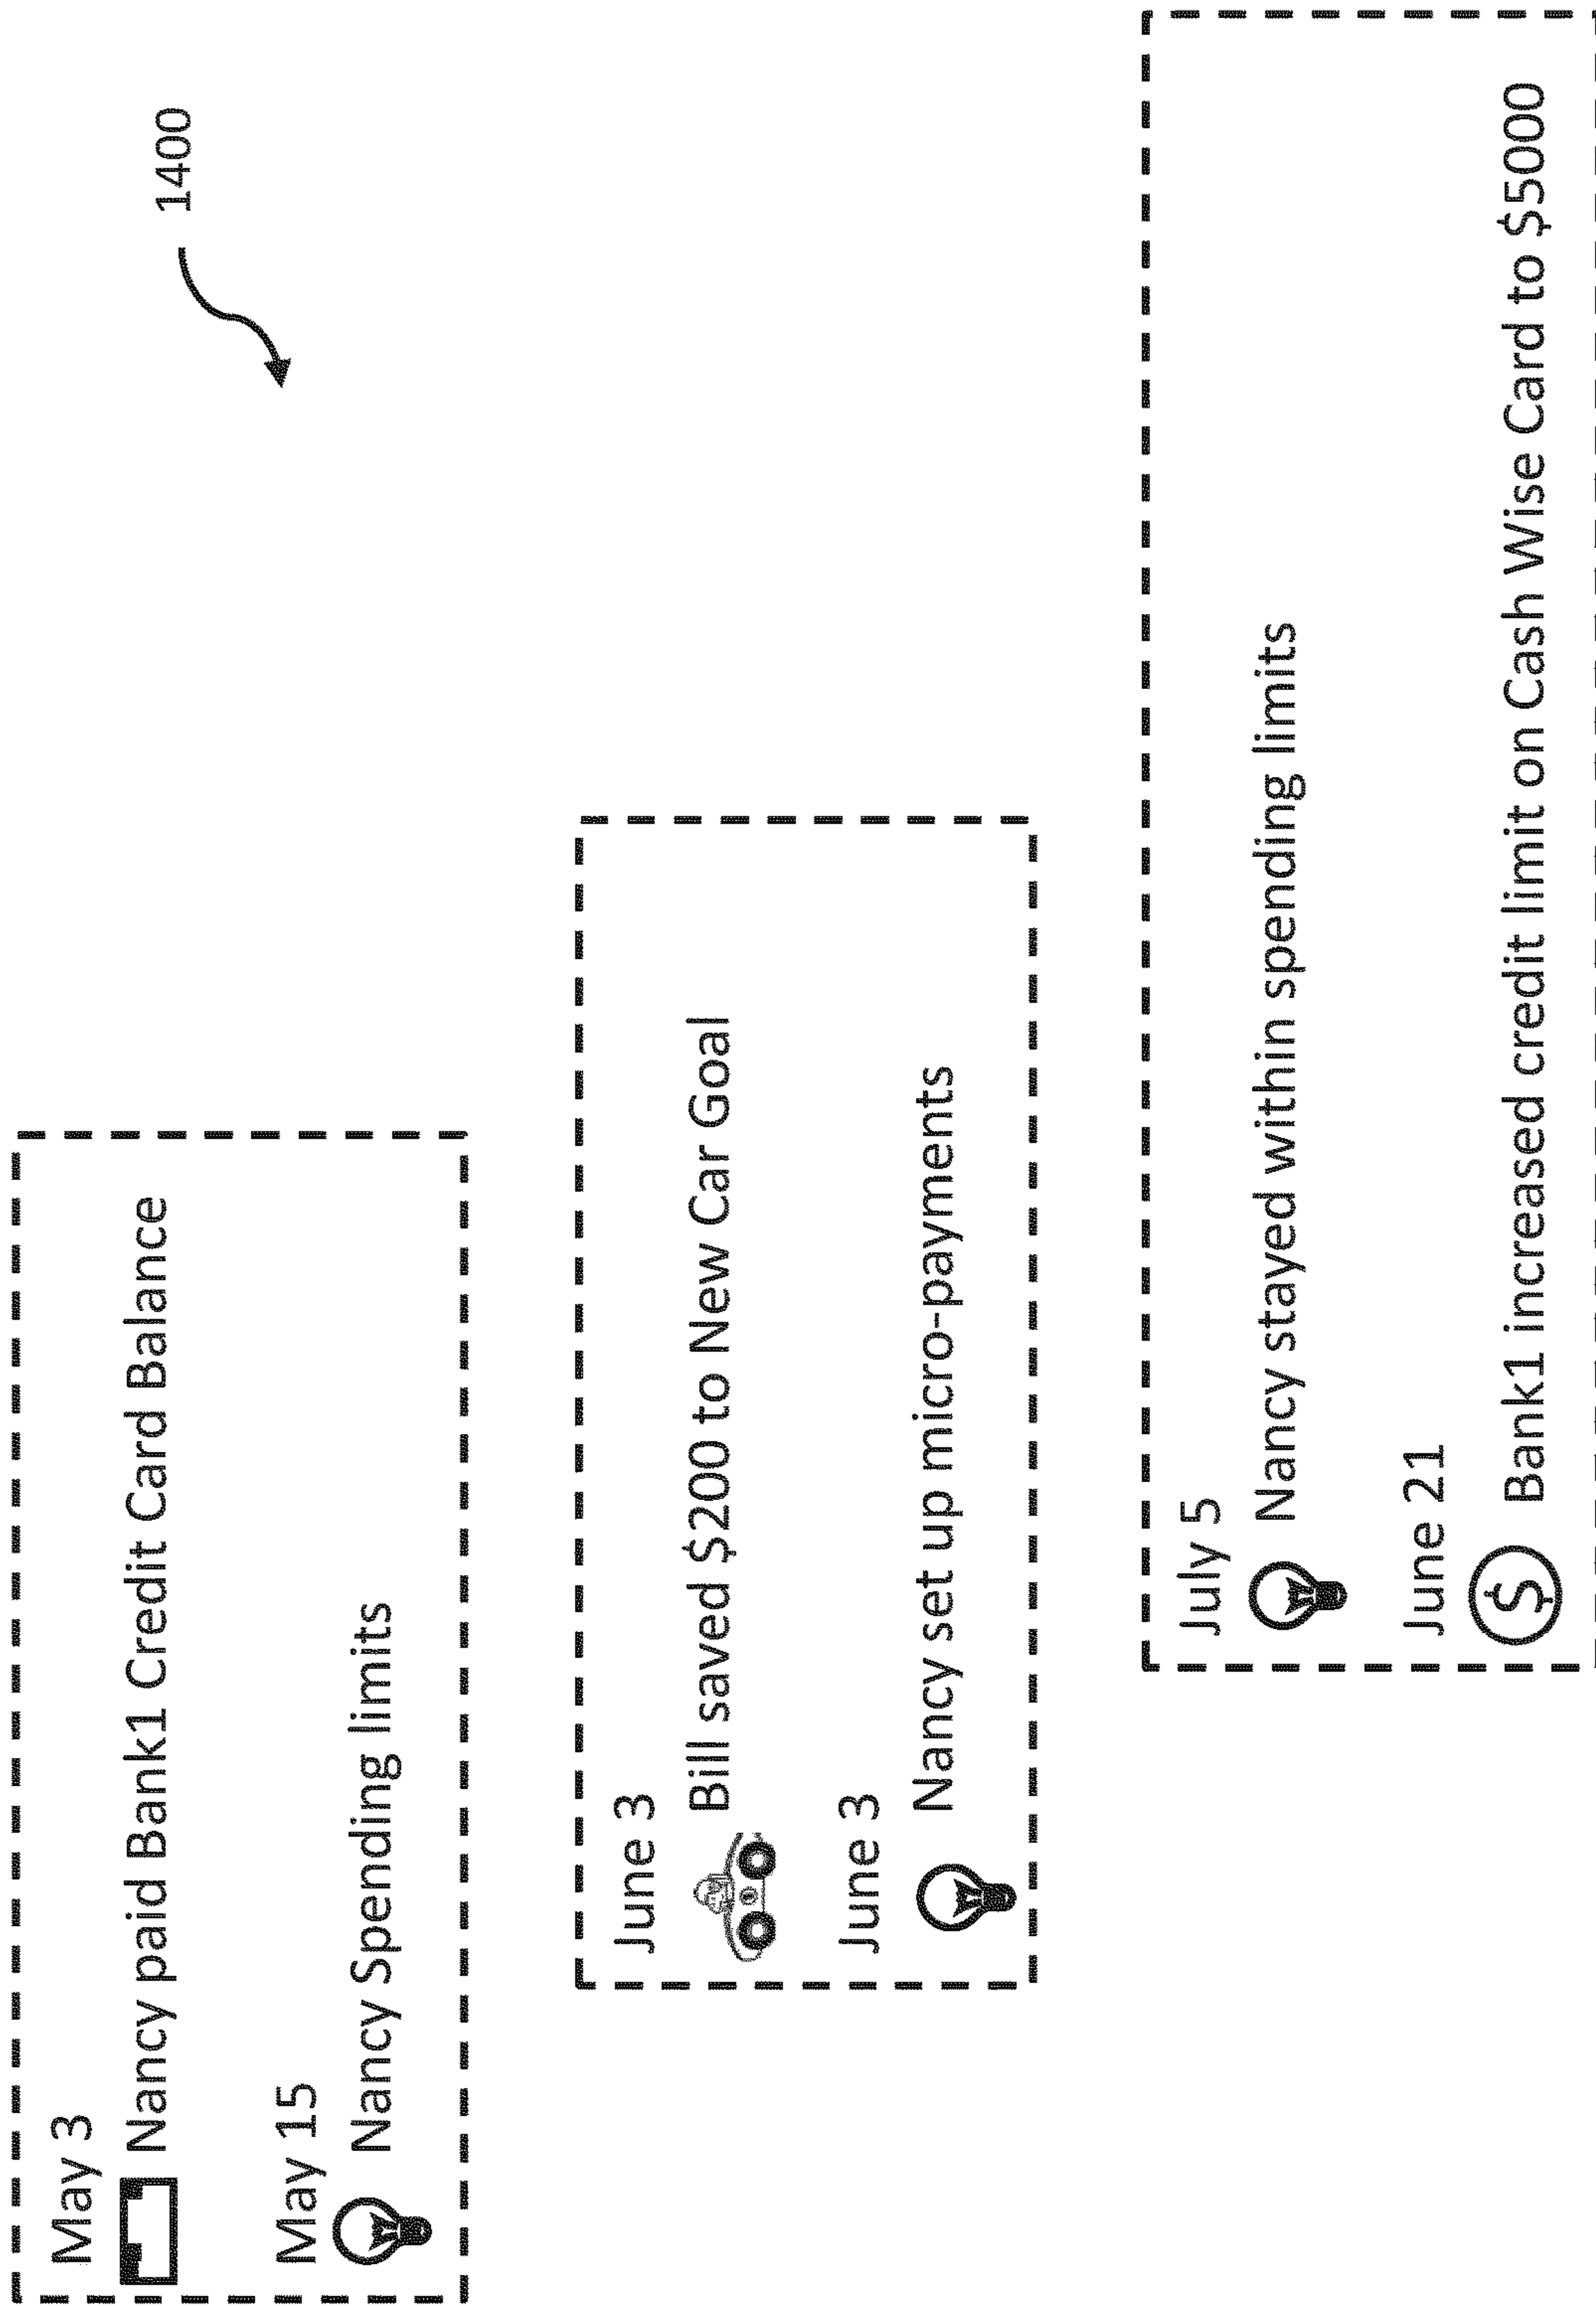 1400
May 3
Nancy paid Bank1 Credit Card Balance
May 15
Nancy Spending limits
June 3
Bill saved $200 to New Car Goal
June 3
Nancy set up micro-payments
July 5
Nancy stayed within spending limits
June 21
$ Bank1 increased credit limit on Cash Wise Card to $5000